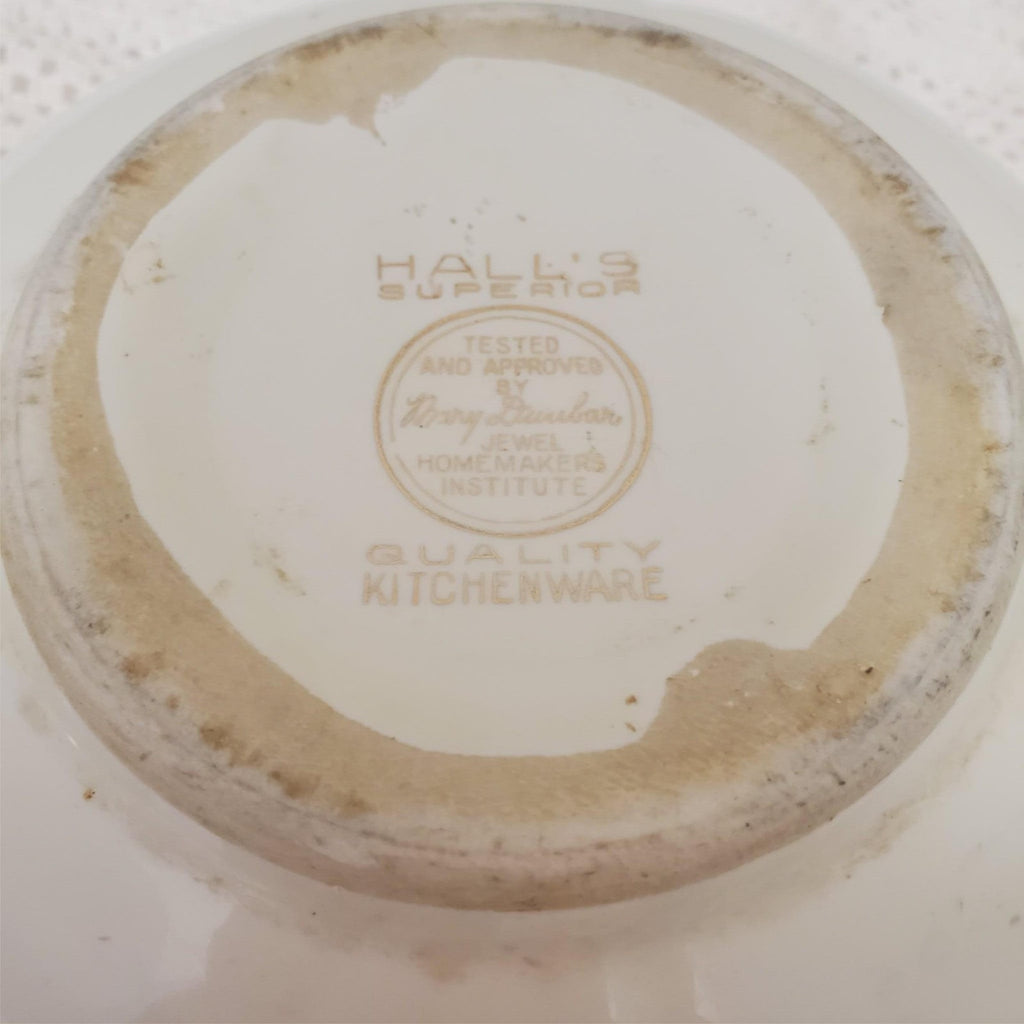 HALL'S
SUPERIOR
TESTED
AND APPROVED
BY
Mary Dunbar
JEWEL
HOMEMAKERS
INSTITUTE
QUALITY
KITCHENWARE